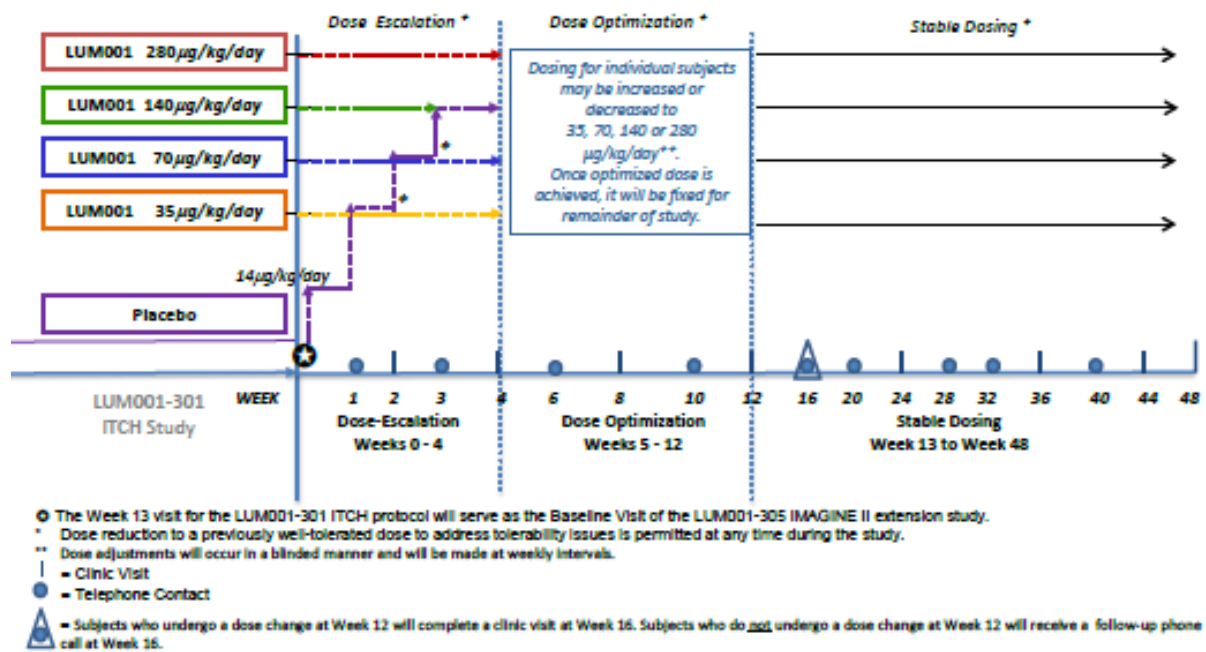 Dose Escalation *
Dose Optimization *
Stable Dosing *
LUM001 280µg/kg/day
LUM001 140µg/kg/day
LUM001 70µg/kg/day
LUM001 35µg/kg/day
14µg/kg/day
Placebo
Dosing for individual subjects
may be increased or
decreased to
35, 70, 140 or 280
µg/kg/day**.
Once optimized dose is
achieved, it will be fixed for
remainder of study.
*
*
LUM001-301
ITCH Study
WEEK 1 2 3 4 6 8 10 12 16 20 24 28 32 36 40 44 48
Dose-Escalation
Weeks 0 - 4
Dose Optimization
Weeks 5 - 12
Stable Dosing
Week 13 to Week 48
The Week 13 visit for the LUM001-301 ITCH protocol will serve as the Baseline Visit of the LUM001-305 IMAGINE II extension study.
* Dose reduction to a previously well-tolerated dose to address tolerability issues is permitted at any time during the study.
** Dose adjustments will occur in a blinded manner and will be made at weekly intervals.
= Clinic Visit
= Telephone Contact
= Subjects who undergo a dose change at Week 12 will complete a clinic visit at Week 16. Subjects who do not undergo a dose change at Week 12 will receive a follow-up phone
call at Week 16.